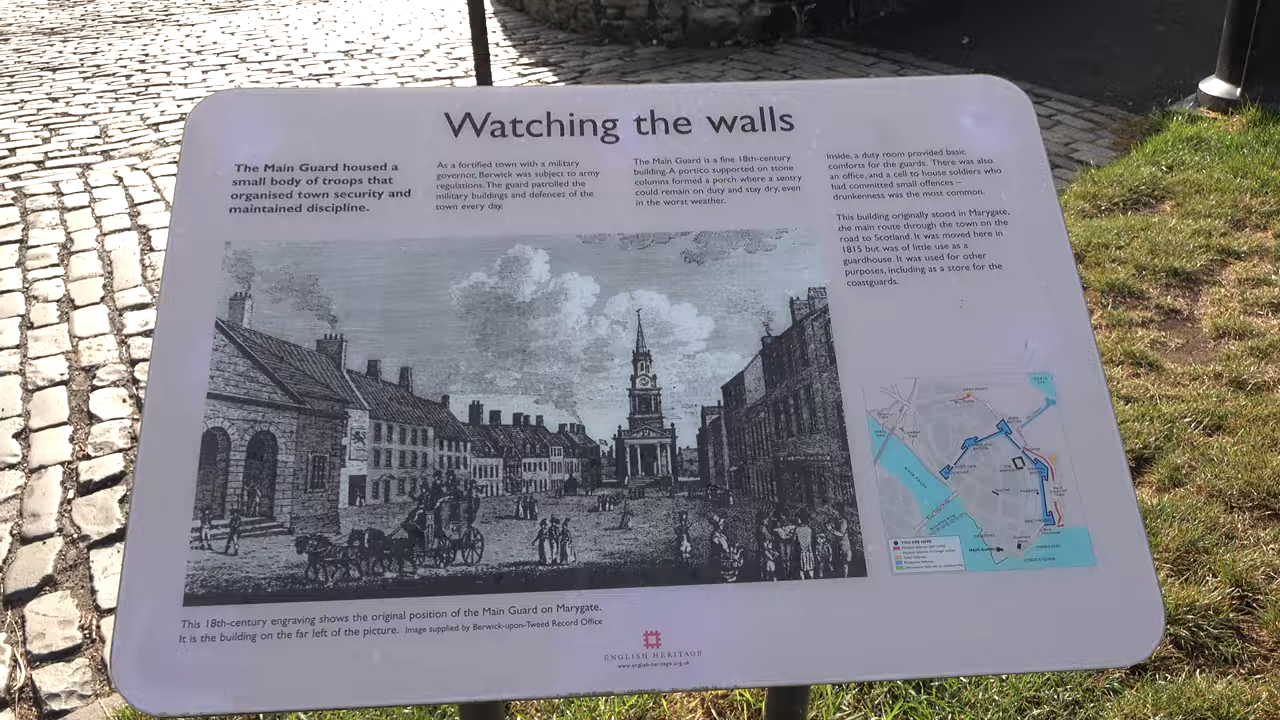 Watching the walls
The Main Guard housed a
small body of troops that
organised town security and
maintained discipline.
As a fortified town with a military
governor, Berwick was subject to army
regulations. The guard patrolled the
military buildings and defences of the
town every day.
The Main Guard is a fine 18th-century
building. A portico supported on stone
columns formed a porch where a sentry
could remain on duty and stay dry, even
in the worst weather.
Inside, a duty room provided basic
comforts for the guards. There was also
an office, and a cell to house soldiers who
had committed small offences –
drunkenness was the most common.
This building originally stood in Marygate,
the main route through the town on the
road to Scotland. It was moved here in
1815 but was of little use as a
guardhouse. It was used for other
purposes, including as a store for the
coastguards.
YOU ARE HERE
MAIN GUARD
This 18th-century engraving shows the original position of the Main Guard on Marygate.
It is the building on the far left of the picture. Image supplied by Berwick-upon-Tweed Record Office
ENGLISH HERITAGE
www.english-heritage.org.uk